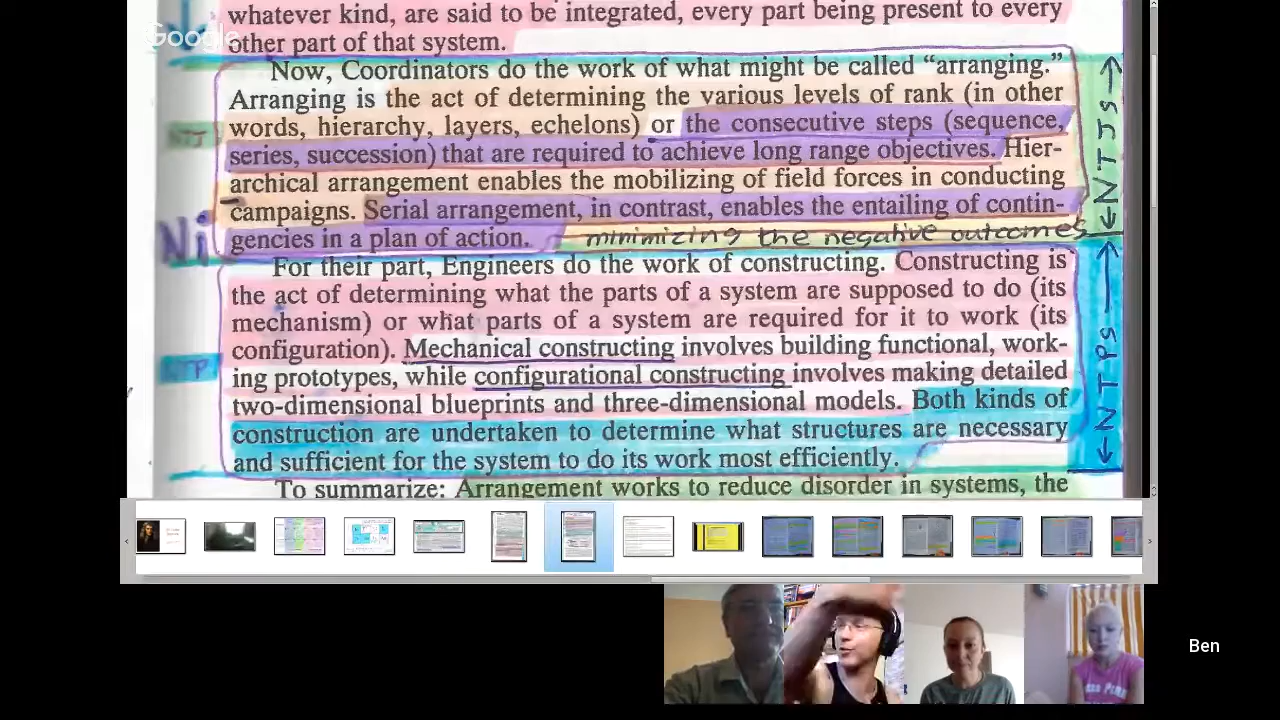 whatever kind, are said to be integrated, every part being present to every
other part of that system.
Google
Now, Coordinators do the work of what might be called “arranging.”
Arranging is the act of determining the various levels of rank (in other
words, hierarchy, layers, echelons) or the consecutive steps (sequence,
series, succession) that are required to achieve long range objectives. Hier-
archical arrangement enables the mobilizing of field forces in conducting
campaigns. Serial arrangement, in contrast, enables the entailing of contin-
gencies in a plan of action. minimizing the negative outcomes
For their part, Engineers do the work of constructing. Constructing is
the act of determining what the parts of a system are supposed to do (its
mechanism) or what parts of a system are required for it to work (its
configuration). Mechanical constructing involves building functional, work-
ing prototypes, while configurational constructing involves making detailed
two-dimensional blueprints and three-dimensional models. Both kinds of
construction are undertaken to determine what structures are necessary
and sufficient for the system to do its work most efficiently.
To summarize: Arrangement works to reduce disorder in systems, the
NTJ
Ni
NTP
NTJS
NTPS
Ben